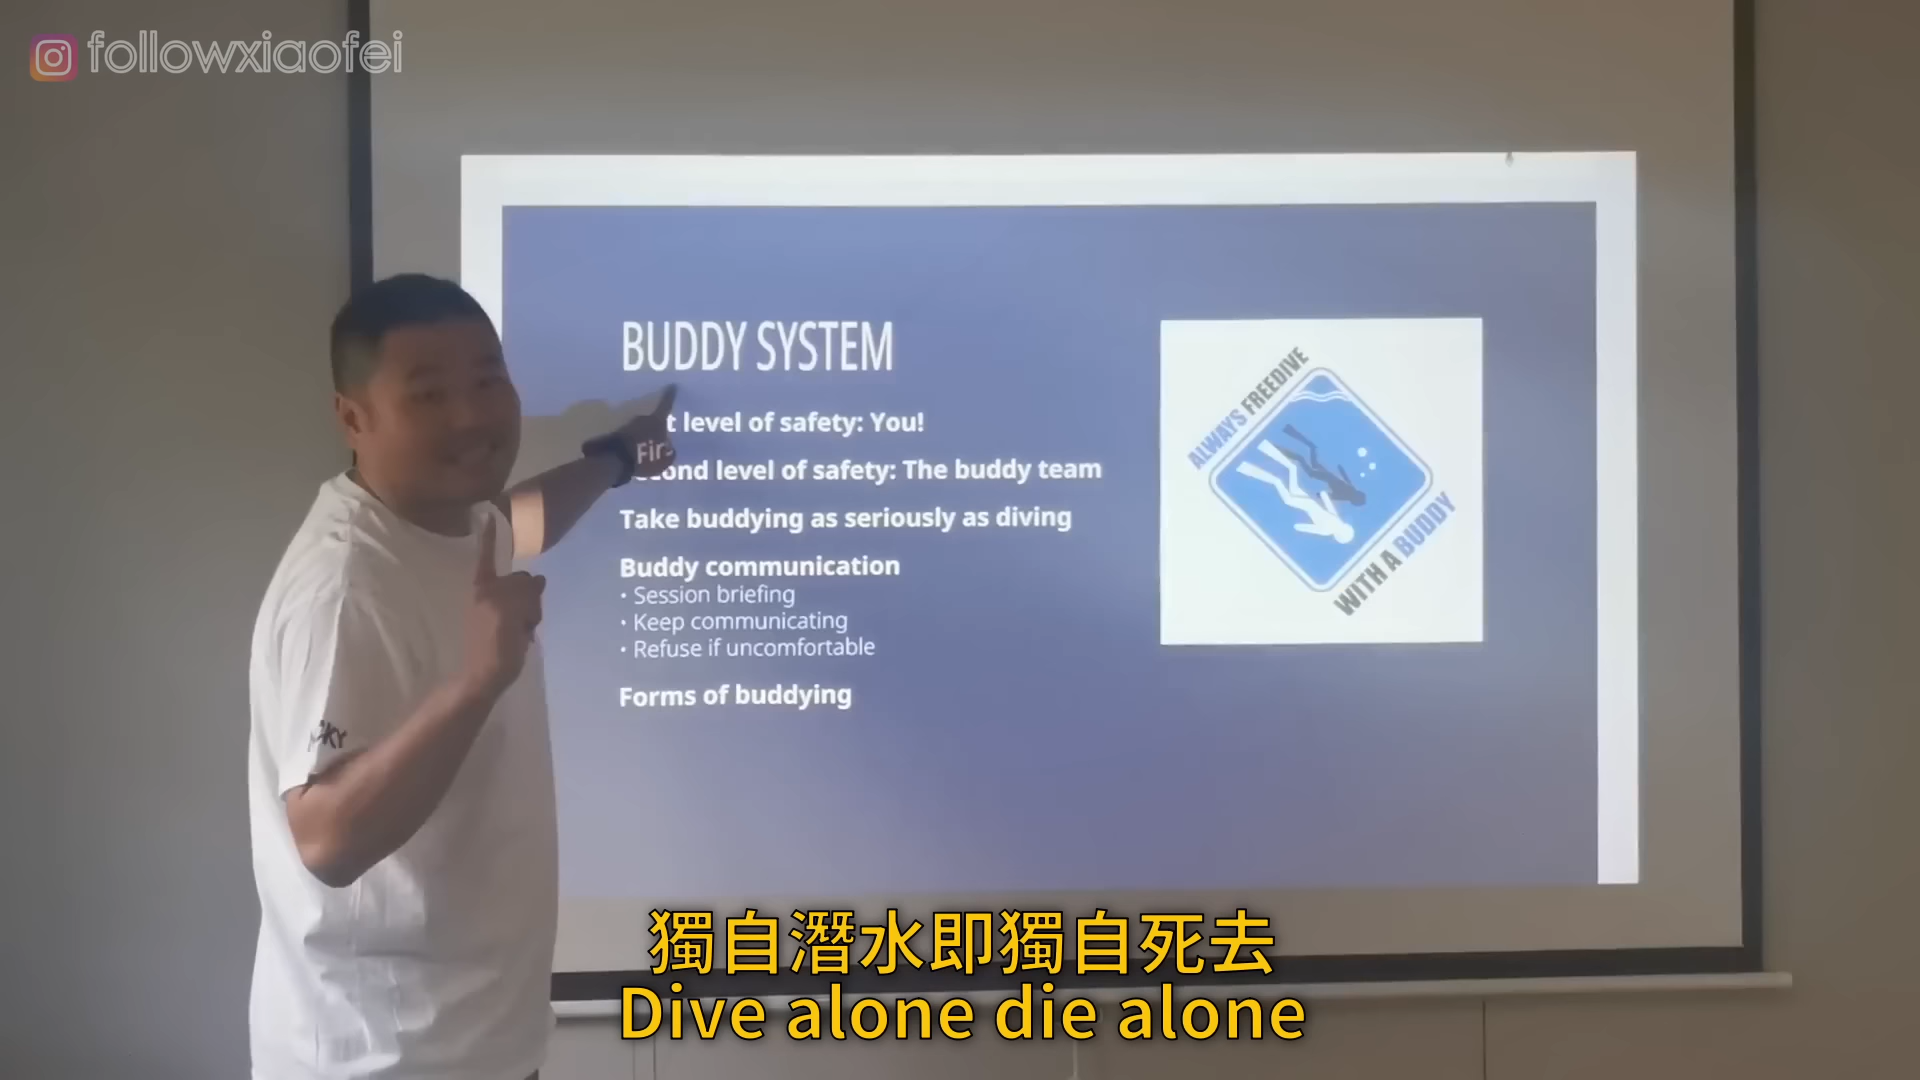 followxiaofei
BUDDY SYSTEM
First level of safety: You!
Second level of safety: The buddy team
Take buddying as seriously as diving
Buddy communication
• Session briefing
• Keep communicating
• Refuse if uncomfortable
Forms of buddying
ALWAYS FREEDIVE
WITH A BUDDY
獨自潛水即獨自死去
Dive alone die alone